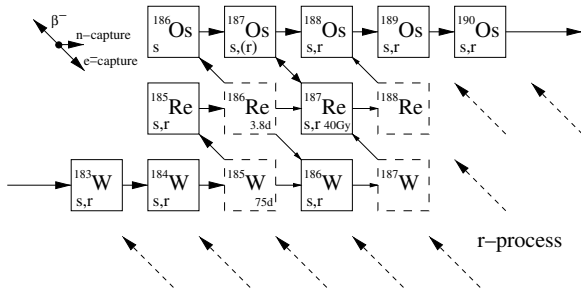 β⁻
n−capture
e⁻−capture
¹⁸⁶Os ¹⁸⁷Os ¹⁸⁸Os ¹⁸⁹Os ¹⁹⁰Os
s s,(r) s,r s,r s,r
¹⁸⁵Re ¹⁸⁶Re ¹⁸⁷Re ¹⁸⁸Re
s,r 3.8d s,r 40Gy
¹⁸³W ¹⁸⁴W ¹⁸⁵W ¹⁸⁶W ¹⁸⁷W
s,r s,r 75d s,r
r−process